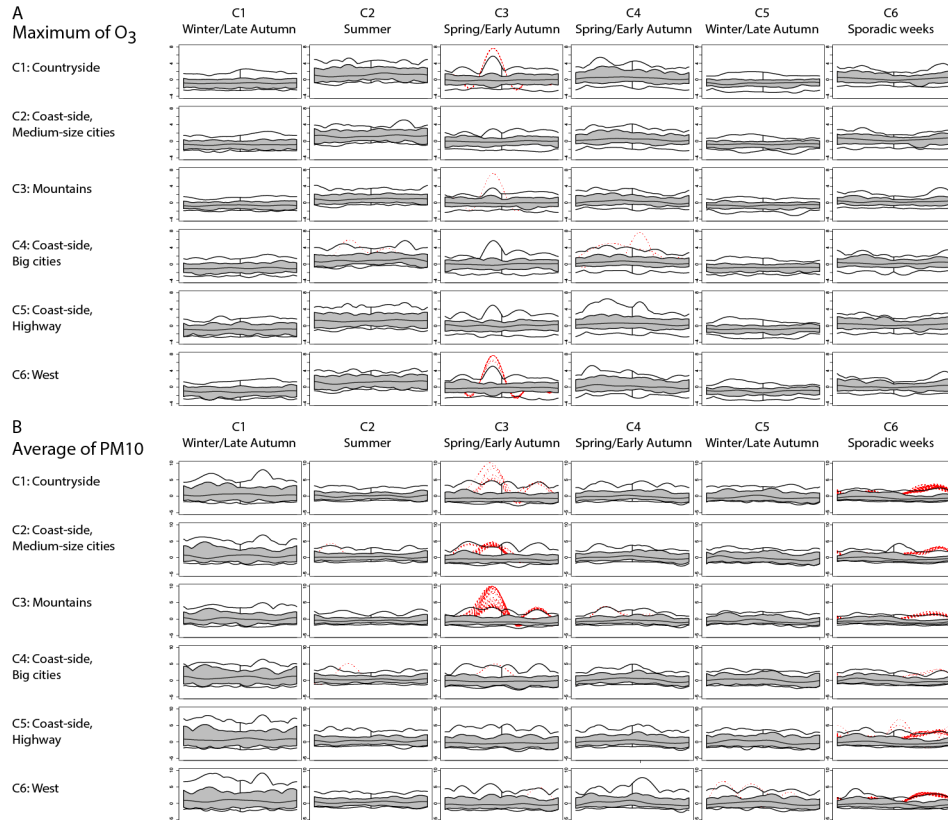 A
Maximum of O3
C1
Winter/Late Autumn
C2
Summer
C3
Spring/Early Autumn
C4
Spring/Early Autumn
C5
Winter/Late Autumn
C6
Sporadic weeks
C1: Countryside
C2: Coast-side,
Medium-size cities
C3: Mountains
C4: Coast-side,
Big cities
C5: Coast-side,
Highway
C6: West
B
Average of PM10
C1
Winter/Late Autumn
C2
Summer
C3
Spring/Early Autumn
C4
Spring/Early Autumn
C5
Winter/Late Autumn
C6
Sporadic weeks
C1: Countryside
C2: Coast-side,
Medium-size cities
C3: Mountains
C4: Coast-side,
Big cities
C5: Coast-side,
Highway
C6: West